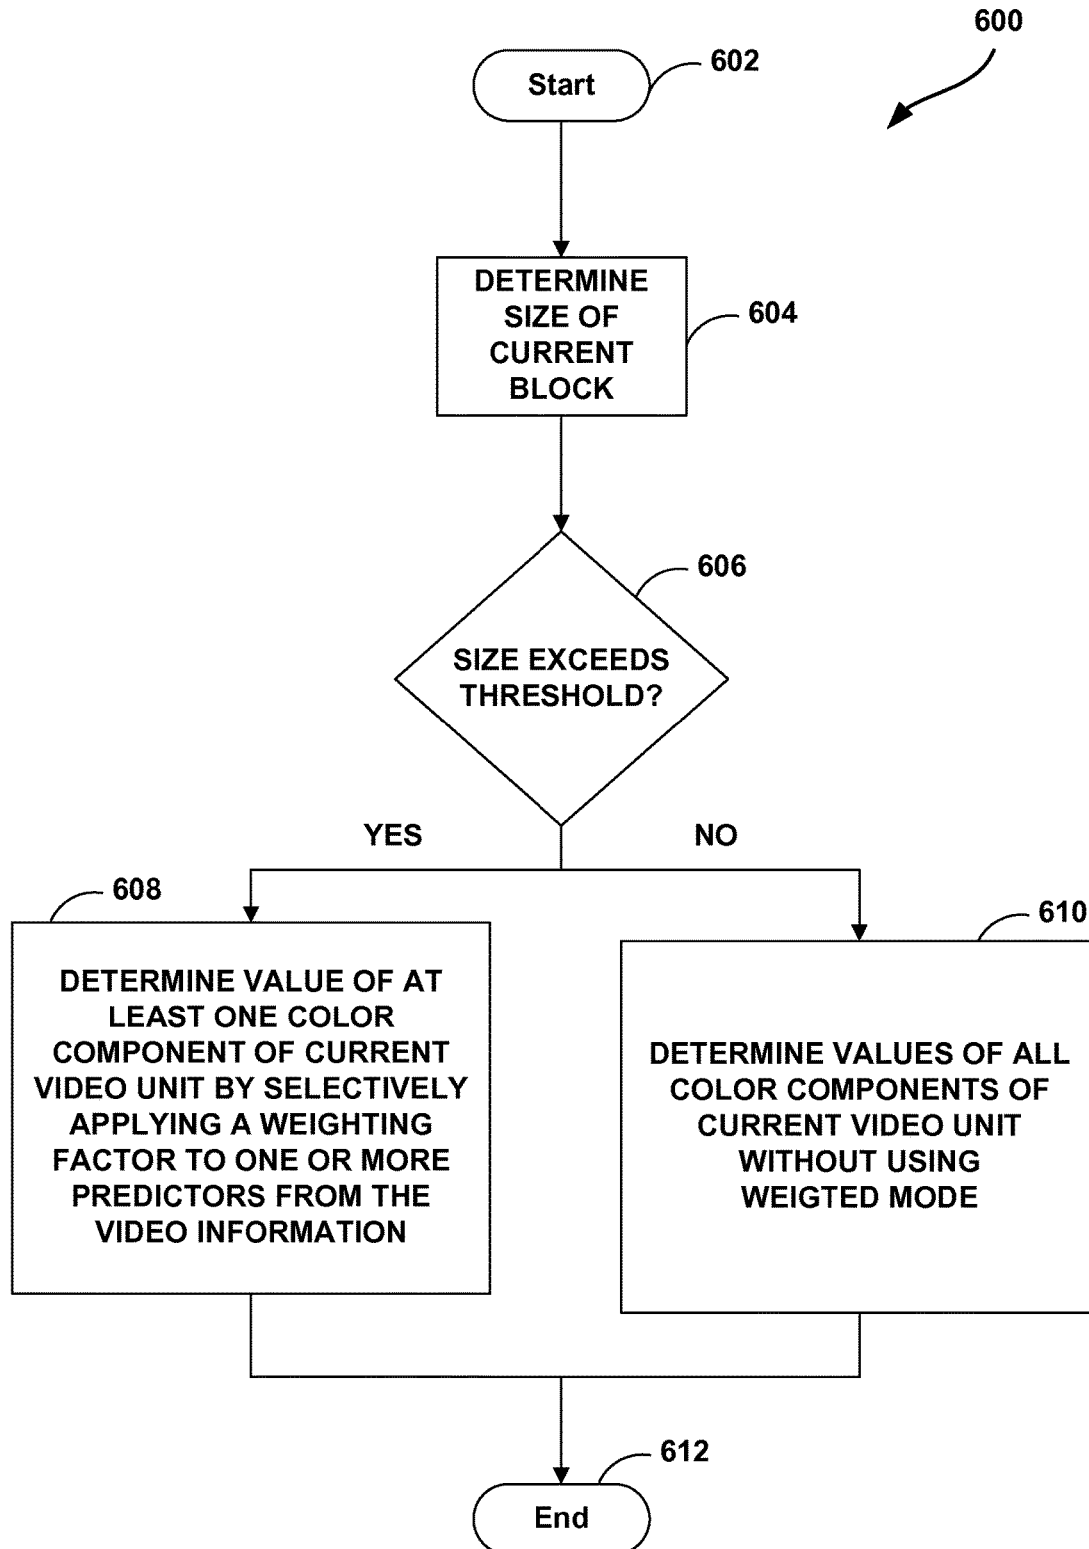 600
Start
602
DETERMINE
SIZE OF
CURRENT
BLOCK
604
606
SIZE EXCEEDS
THRESHOLD?
YES
NO
608
DETERMINE VALUE OF AT
LEAST ONE COLOR
COMPONENT OF CURRENT
VIDEO UNIT BY SELECTIVELY
APPLYING A WEIGHTING
FACTOR TO ONE OR MORE
PREDICTORS FROM THE
VIDEO INFORMATION
610
DETERMINE VALUES OF ALL
COLOR COMPONENTS OF
CURRENT VIDEO UNIT
WITHOUT USING
WEIGTED MODE
612
End